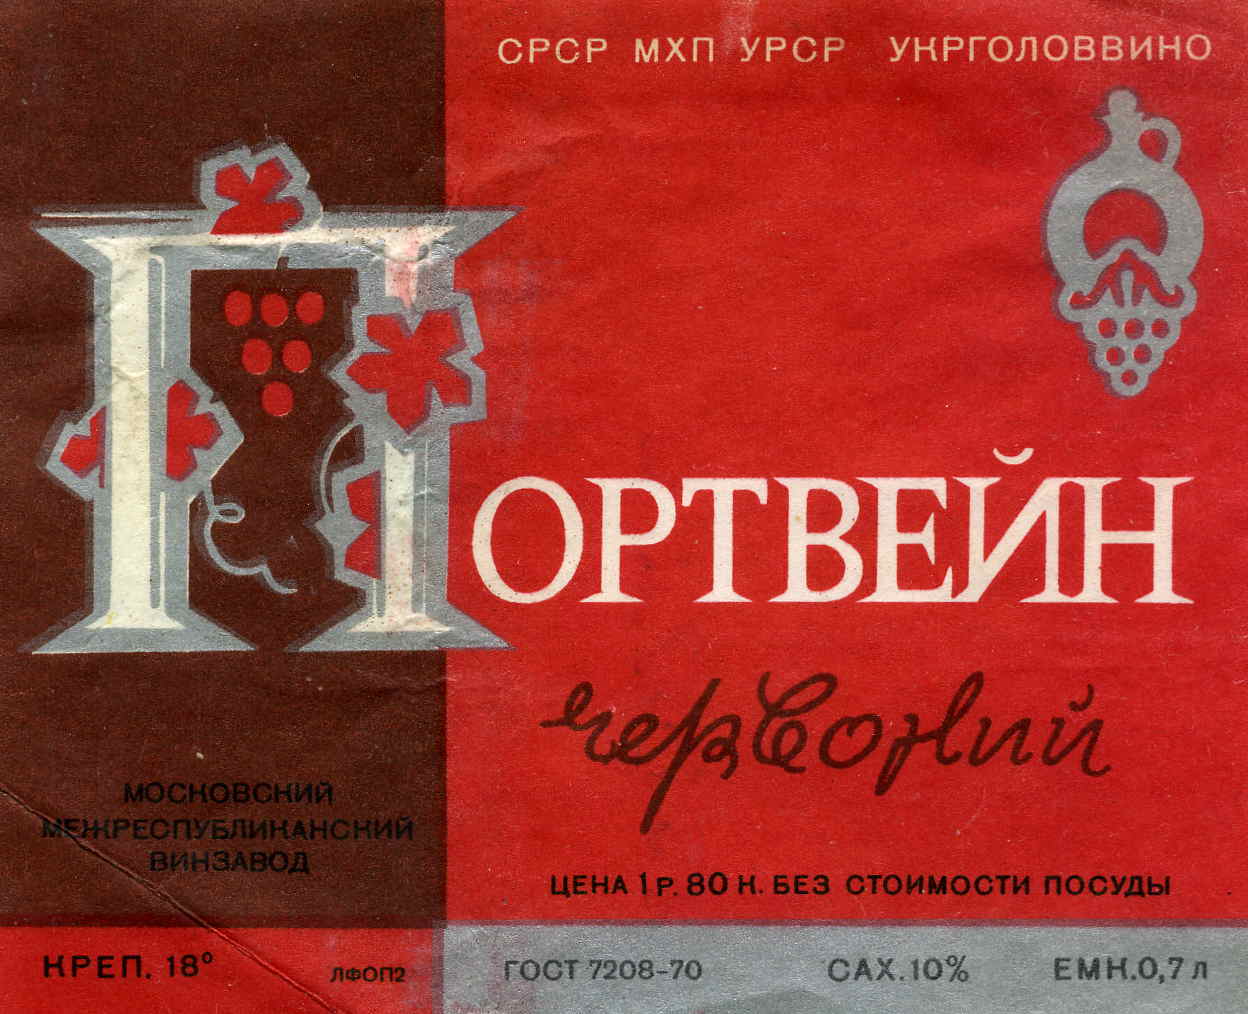 СРСР МХП УРСР УКРГОЛОВВИНО
ПОРТВЕЙН
червоний
МОСКОВСКИЙ
МЕЖРЕСПУБЛИКАНСКИЙ
ВИНЗАВОД
ЦЕНА 1 Р. 80 К. БЕЗ СТОИМОСТИ ПОСУДЫ
КРЕП. 18° ЛФОП2 ГОСТ 7208-70 САХ.10% ЕМК.0,7 Л